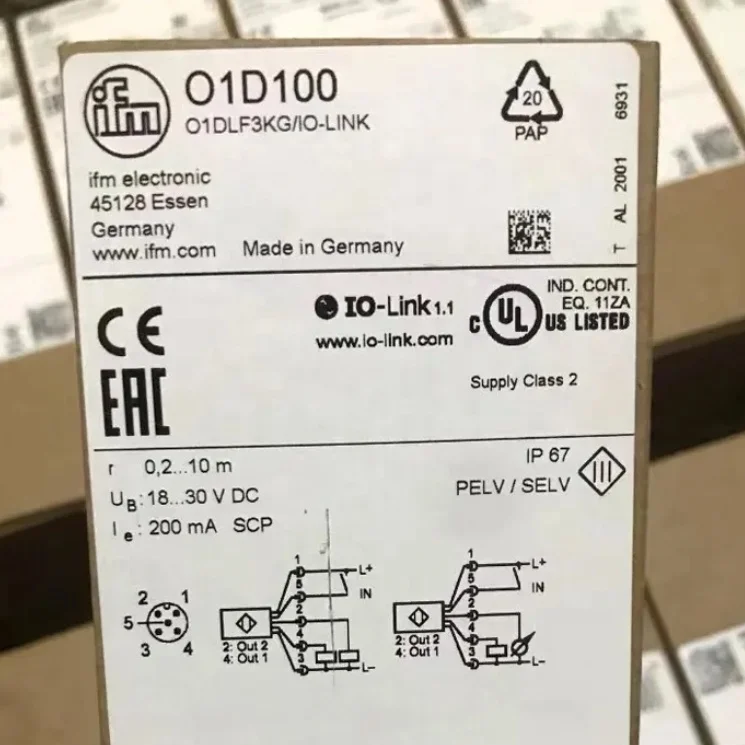 ifm
O1D100
O1DLF3KG/IO-LINK
20
PAP
T AL 2001 6931
ifm electronic
45128 Essen
Germany
www.ifm.com Made in Germany
CE
EAC
IO-Link 1.1
www.io-link.com
C UL US LISTED
IND. CONT.
EQ. 11ZA
Supply Class 2
r 0,2...10 m
UB: 18...30 V DC
Ie: 200 mA SCP
IP 67
PELV / SELV
III
2 1
5
3 4
1
5
2
4
3
L+
IN
L–
2: Out 2
4: Out 1
1
5
2
4
3
L+
IN
L–
2: Out 2
4: Out 1